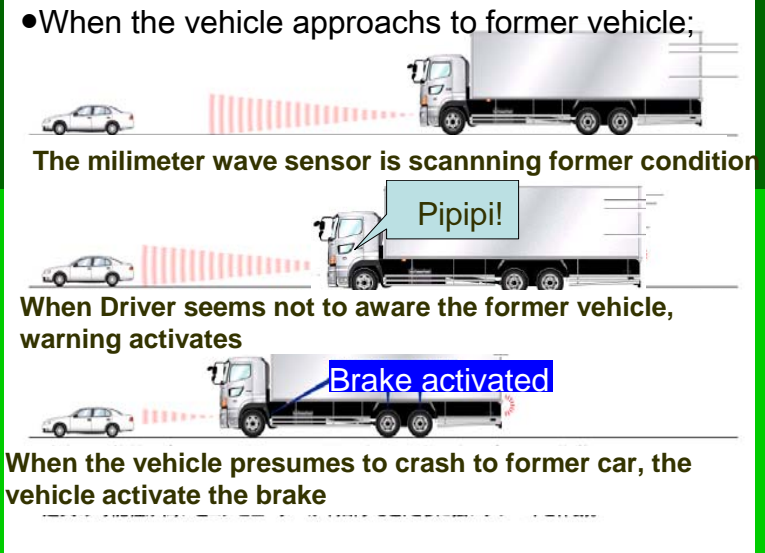 ●When the vehicle approachs to former vehicle;
The milimeter wave sensor is scannning former condition
Pipipi!
When Driver seems not to aware the former vehicle,
warning activates
Brake activated
When the vehicle presumes to crash to former car, the
vehicle activate the brake